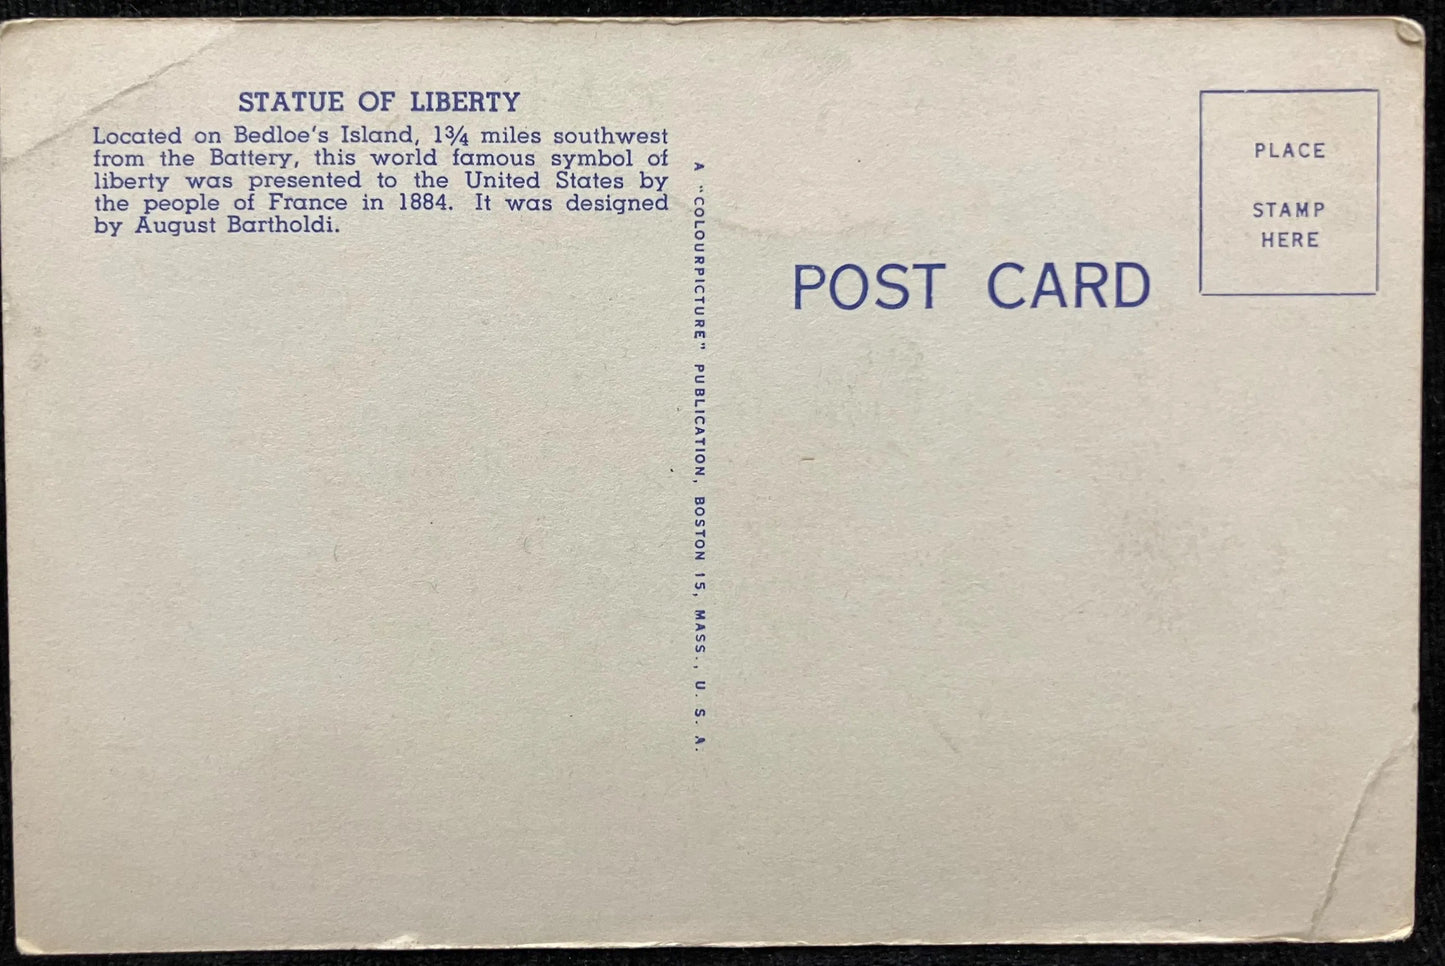 STATUE OF LIBERTY
Located on Bedloe's Island, 1¾ miles southwest
from the Battery, this world famous symbol of
liberty was presented to the United States by
the people of France in 1884. It was designed
by August Bartholdi.
A "COLOURPICTURE" PUBLICATION, BOSTON 15, MASS., U. S. A.
POST CARD
PLACE
STAMP
HERE